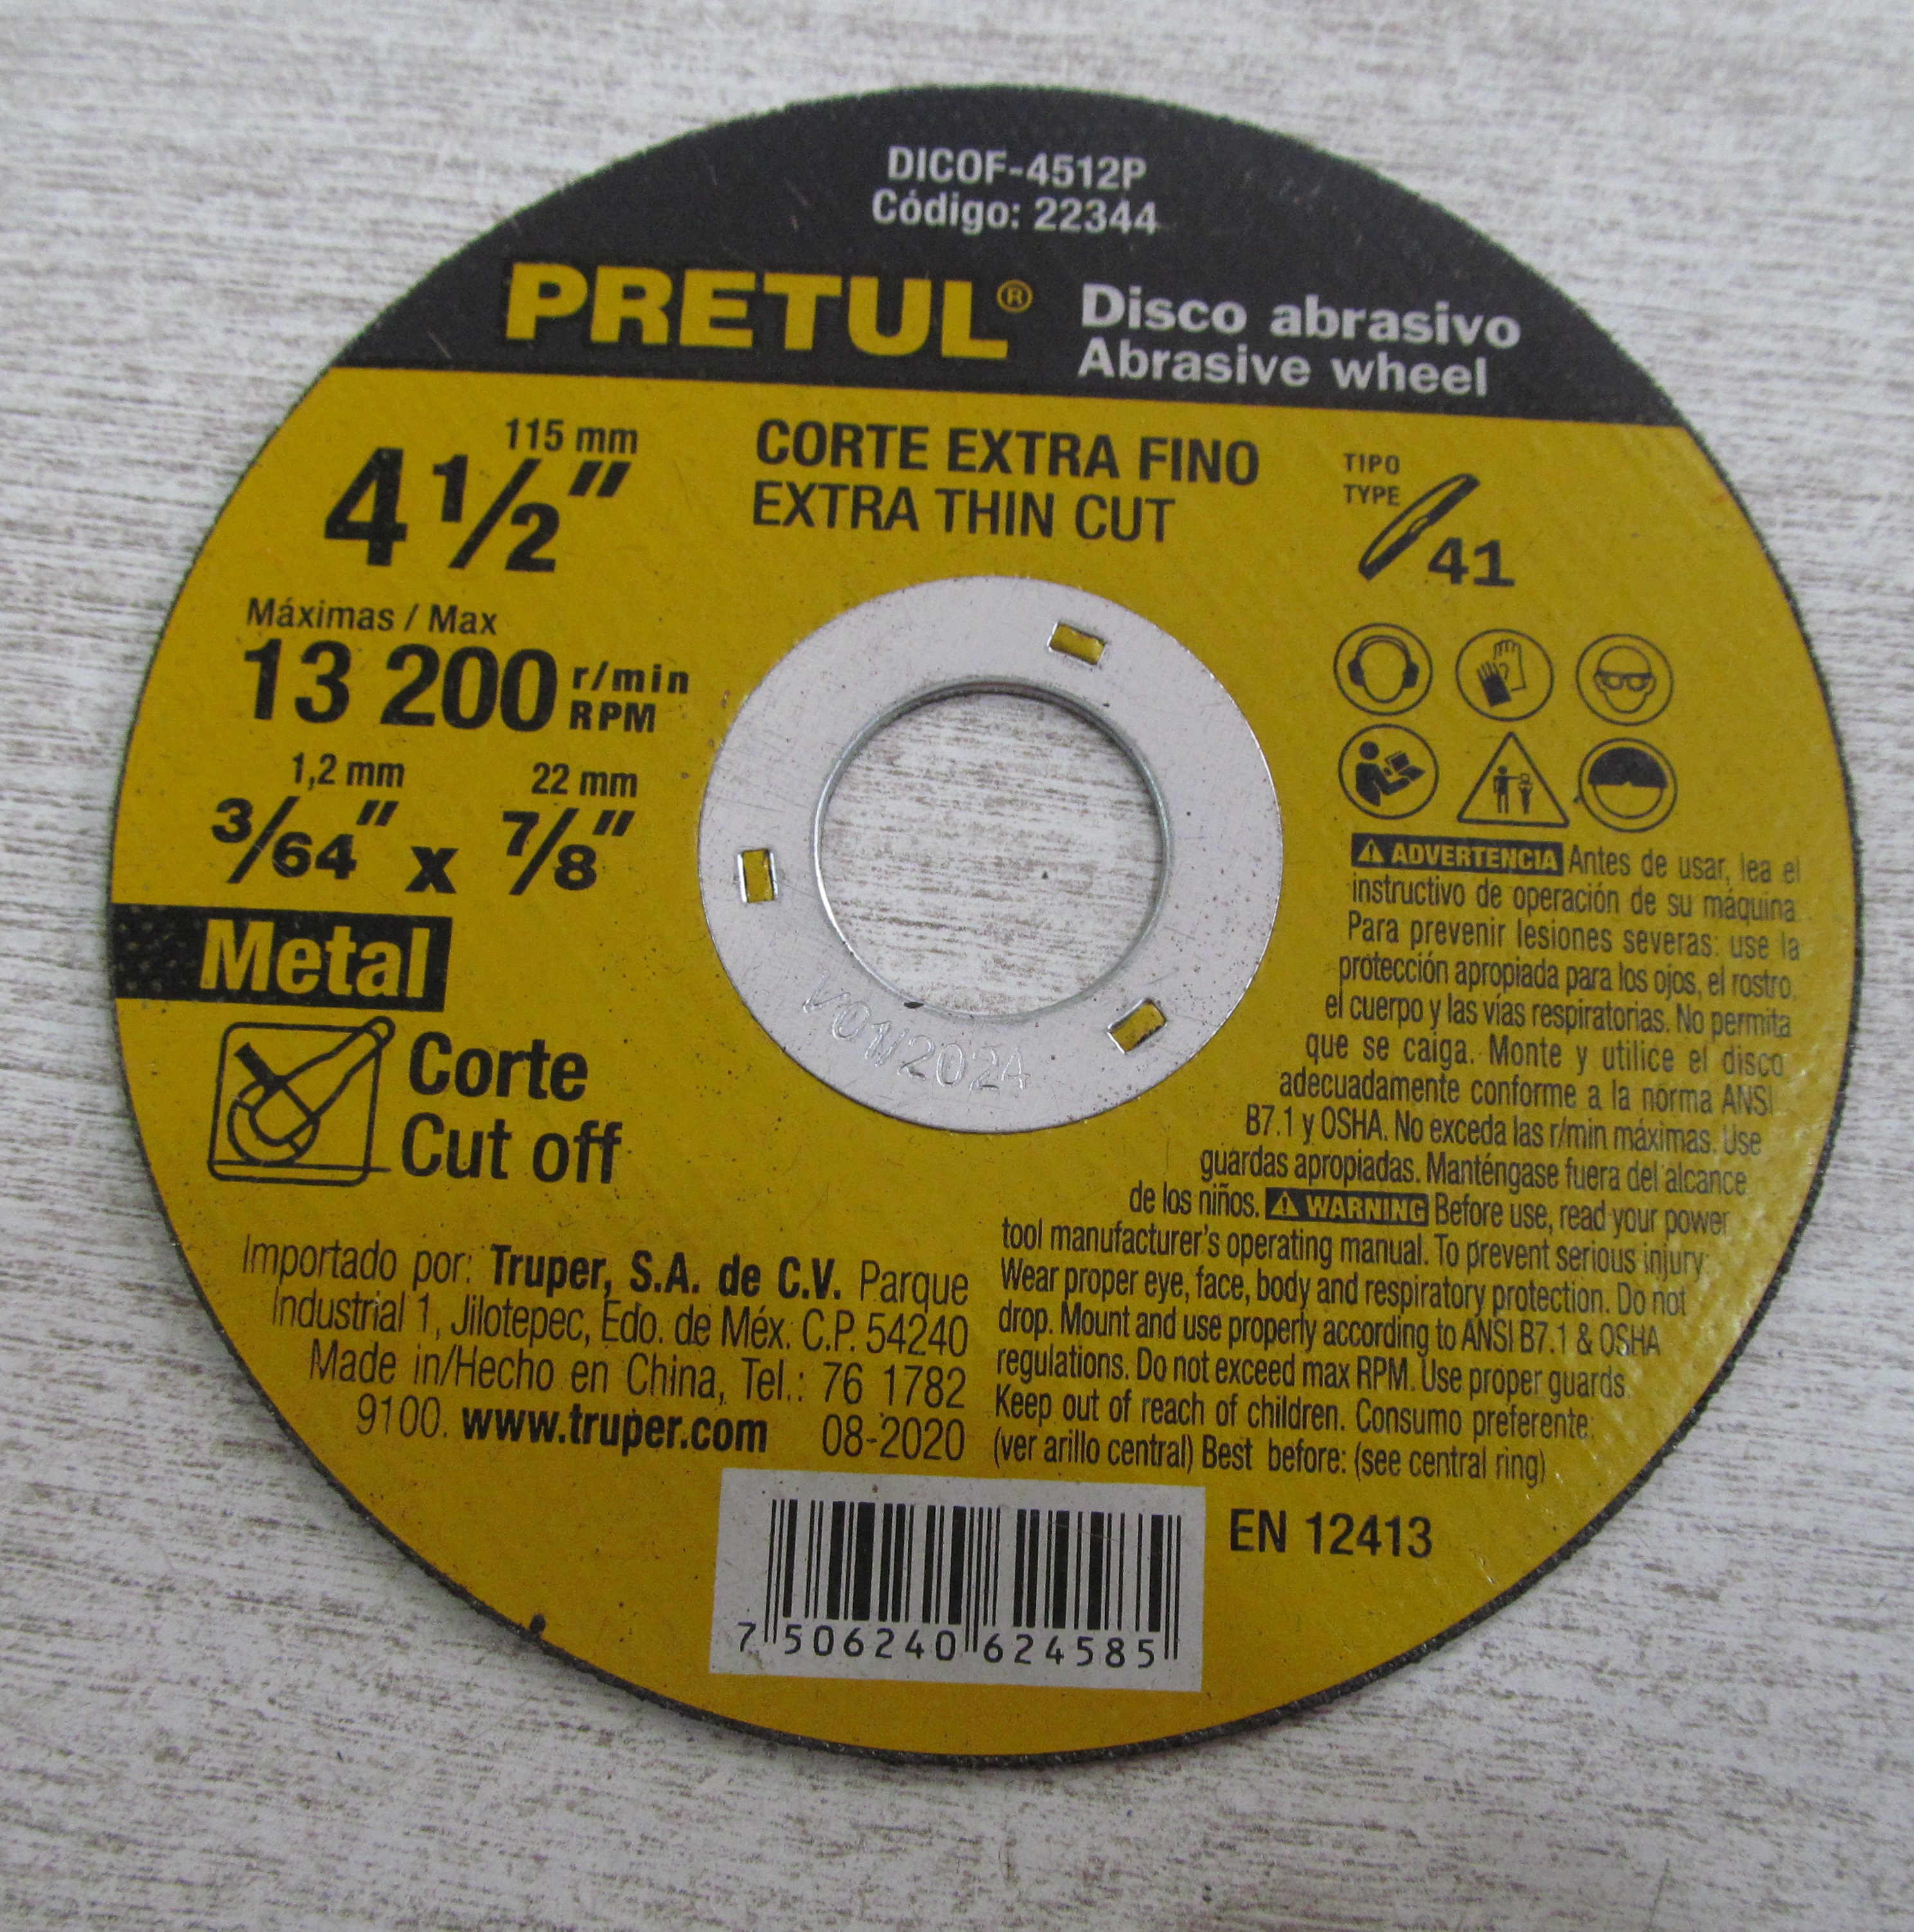 DICOF-4512P
Código: 22344
PRETUL® Disco abrasivo
Abrasive wheel
115 mm
4 1/2"
CORTE EXTRA FINO
EXTRA THIN CUT
TIPO
TYPE
41
Máximas / Max
13 200 r/min
RPM
1,2 mm 22 mm
3/64" x 7/8"
Metal
Corte
Cut off
V01/2024
ADVERTENCIA Antes de usar, lea el
instructivo de operación de su máquina.
Para prevenir lesiones severas: use la
protección apropiada para los ojos, el rostro,
el cuerpo y las vías respiratorias. No permita
que se caiga. Monte y utilice el disco
adecuadamente conforme a la norma ANSI
B7.1 y OSHA. No exceda las r/min máximas. Use
guardas apropiadas. Manténgase fuera del alcance
de los niños. WARNING Before use, read your power
tool manufacturer's operating manual. To prevent serious injury:
Wear proper eye, face, body and respiratory protection. Do not
drop. Mount and use properly according to ANSI B7.1 & OSHA
regulations. Do not exceed max RPM. Use proper guards.
Keep out of reach of children. Consumo preferente:
(ver arillo central) Best before: (see central ring)
Importado por: Truper, S.A. de C.V. Parque
Industrial 1, Jilotepec, Edo. de Méx. C.P. 54240
Made in/Hecho en China, Tel.: 76 1782
9100. www.truper.com 08-2020
EN 12413
7 506240 624585